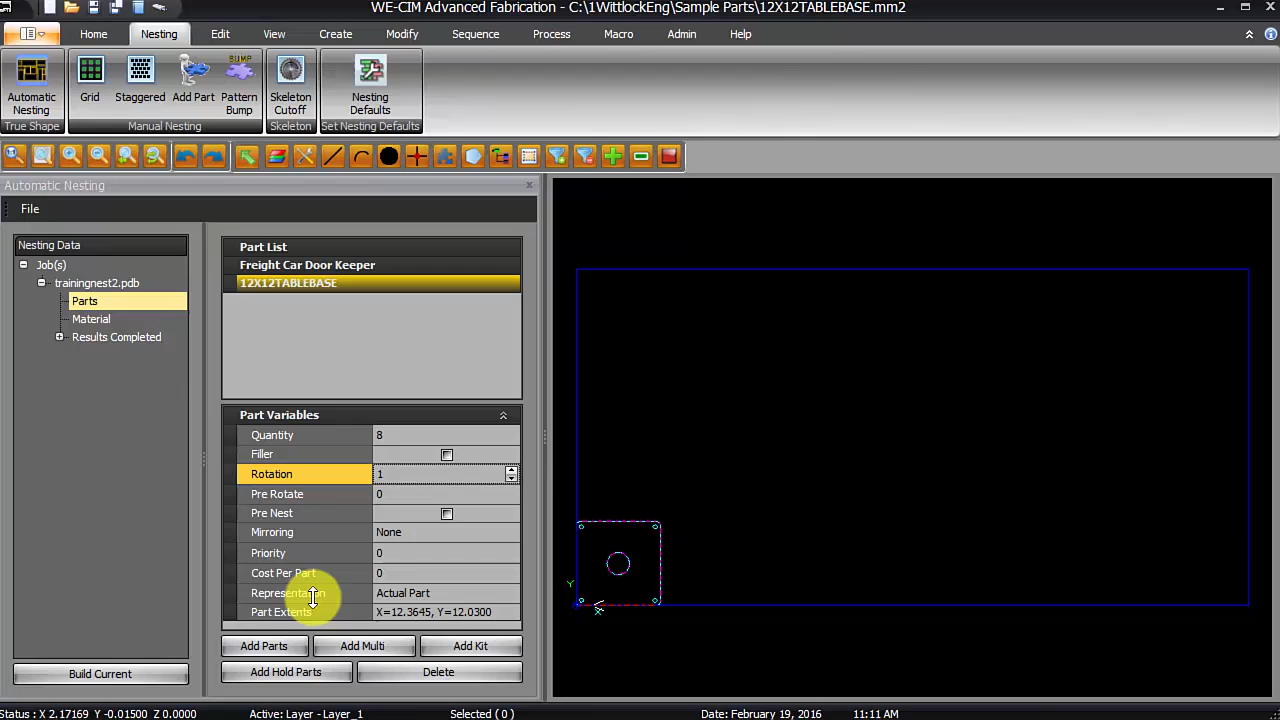 WE-CIM Advanced Fabrication - C:\1WittlockEng\Sample Parts\12X12TABLEBASE.mm2
Home Nesting Edit View Create Modify Sequence Process Macro Admin Help
Automatic Nesting
Grid
Staggered
Add Part
BUMP
Pattern Bump
Skeleton Cutoff
Nesting Defaults
True Shape
Manual Nesting
Skeleton
Set Nesting Defaults
Automatic Nesting
File
Nesting Data
Job(s)
trainingnest2.pdb
Parts
Material
Results Completed
Build Current
Part List
Freight Car Door Keeper
12X12TABLEBASE
Part Variables
Quantity 8
Filler
Rotation 1
Pre Rotate 0
Pre Nest
Mirroring None
Priority 0
Cost Per Part 0
Representation Actual Part
Part Extents X=12.3645, Y=12.0300
Add Parts Add Multi Add Kit
Add Hold Parts Delete
Y
X
Status : X 2.17169 Y -0.01500 Z 0.0000 Active: Layer - Layer_1 Selected ( 0 ) Date: February 19, 2016 11:11 AM